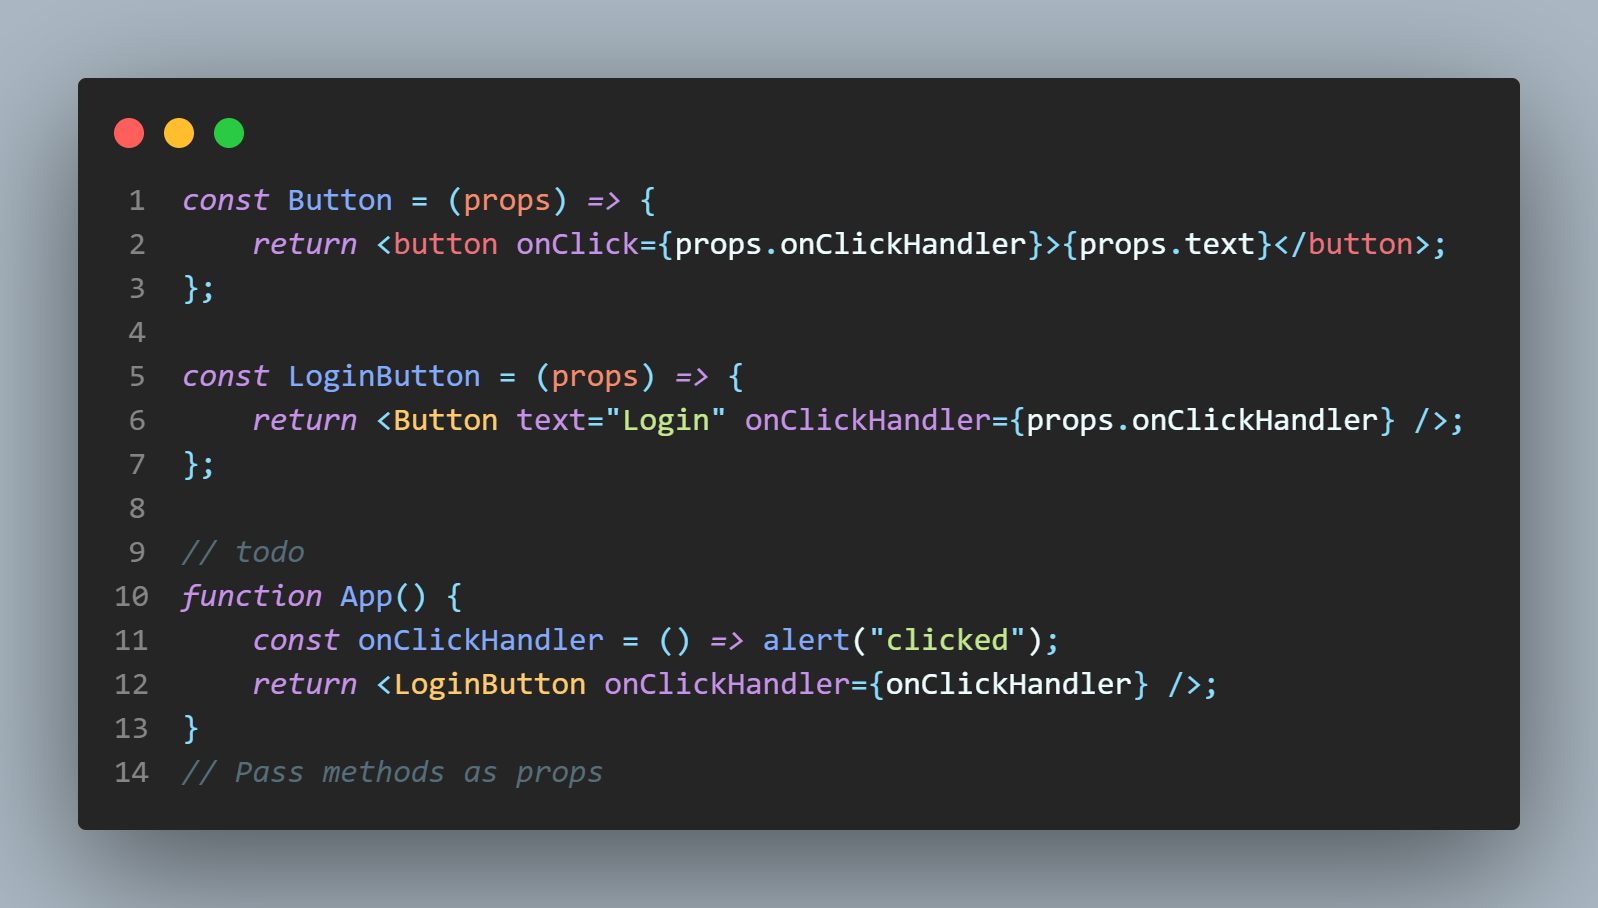 1 const Button = (props) => {
2     return <button onClick={props.onClickHandler}>{props.text}</button>;
3 };
4
5 const LoginButton = (props) => {
6     return <Button text="Login" onClickHandler={props.onClickHandler} />;
7 };
8
9 // todo
10 function App() {
11     const onClickHandler = () => alert("clicked");
12     return <LoginButton onClickHandler={onClickHandler} />;
13 }
14 // Pass methods as props